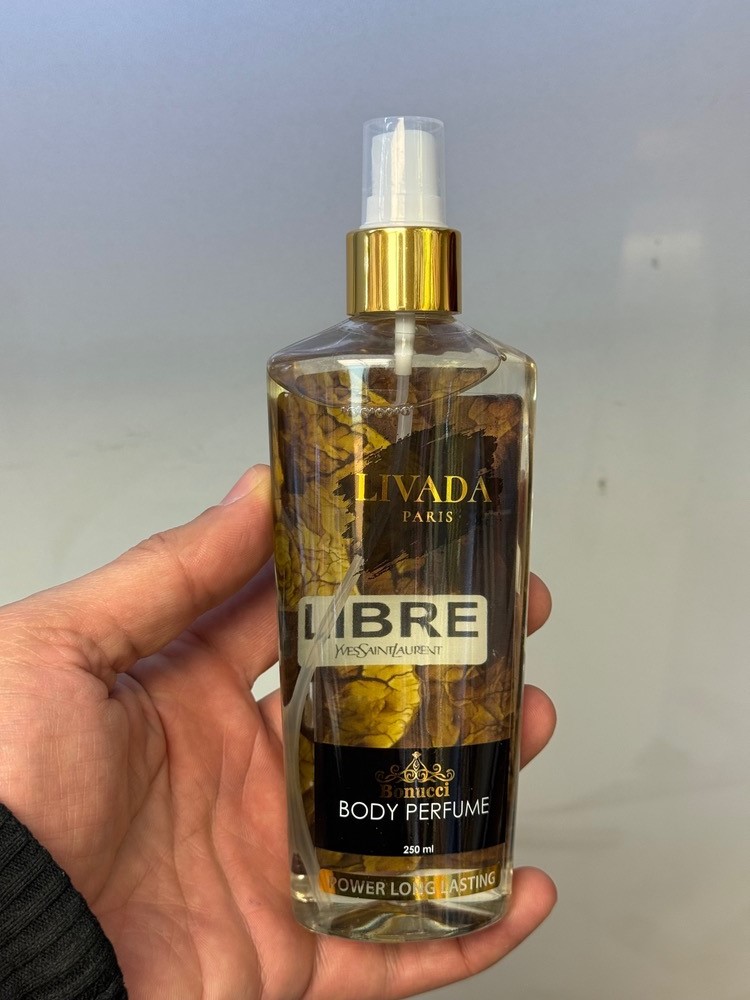 LIVADA
PARIS
LIBRE
YVESSAINTLAURENT
Bonucci
BODY PERFUME
250 ml
POWER LONG LASTING